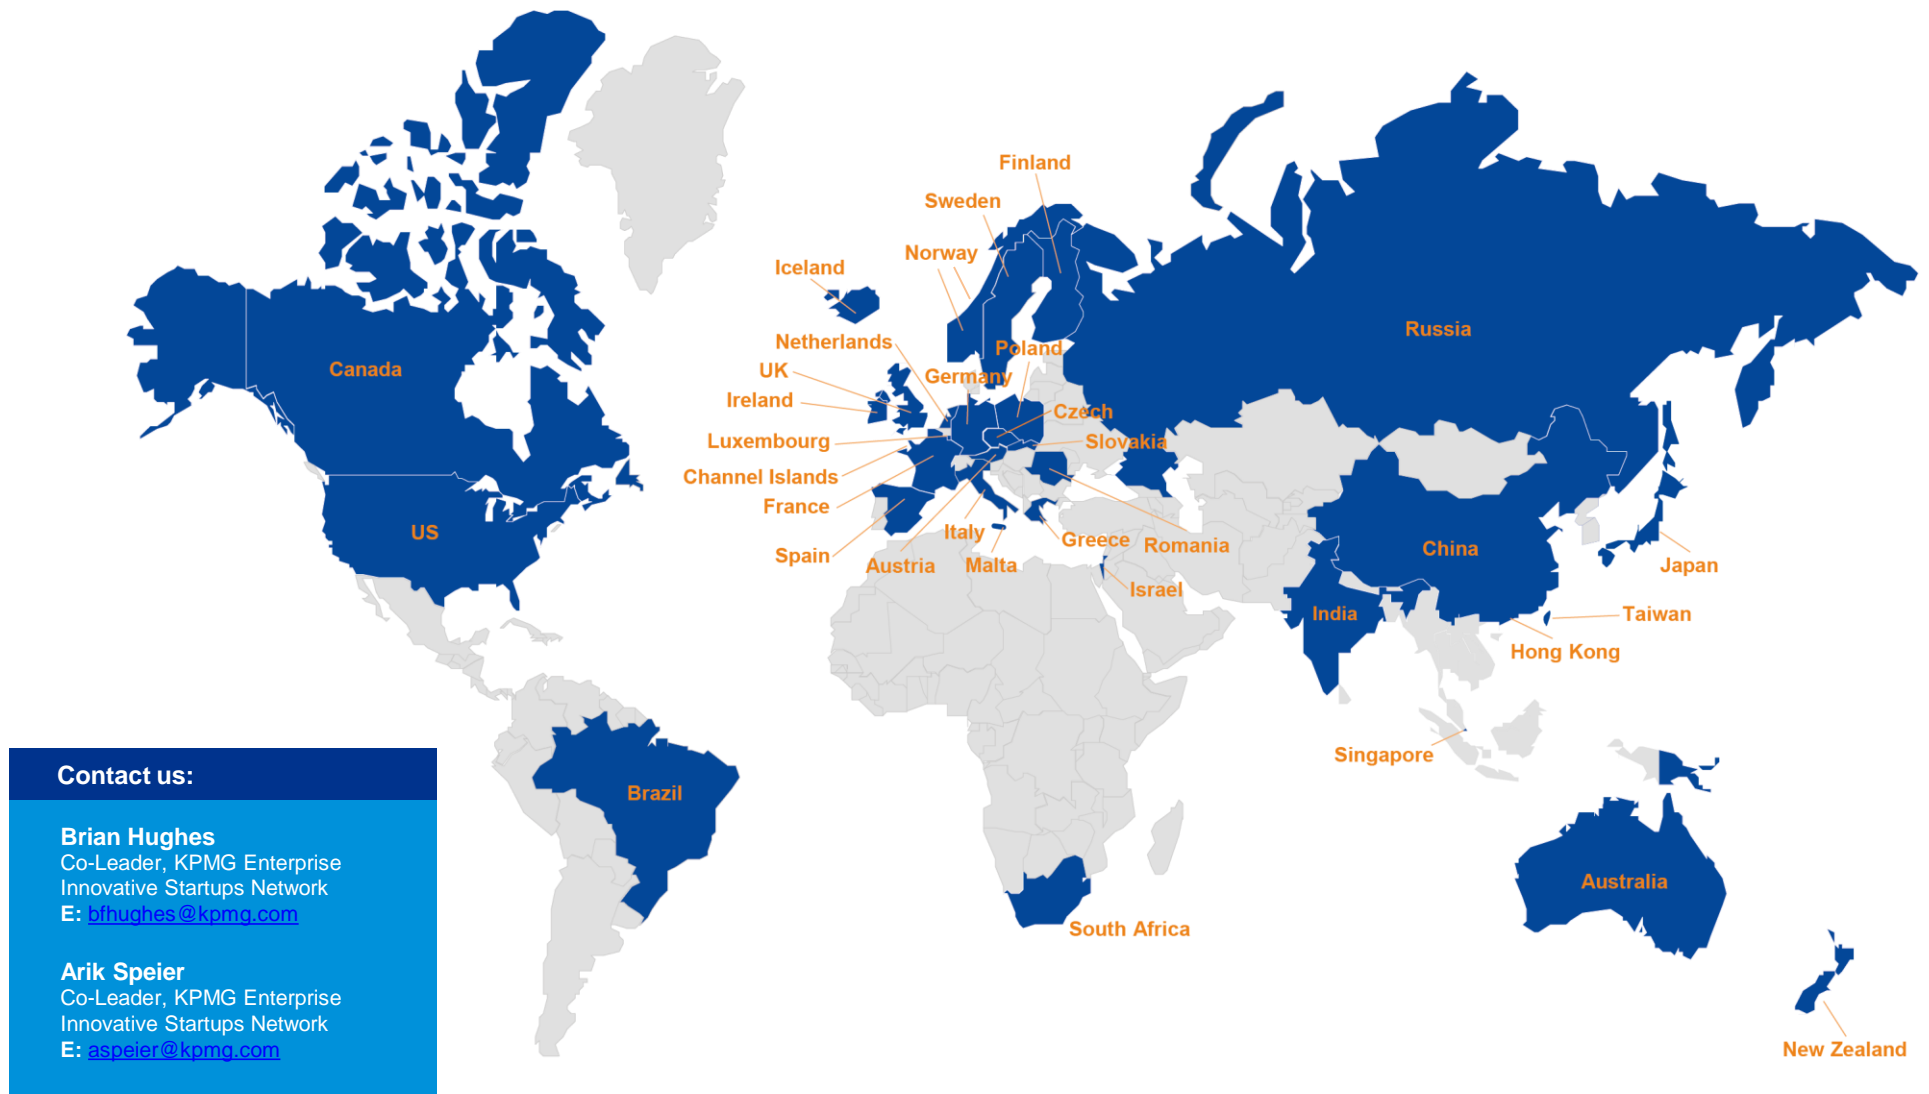 Finland
Sweden
Norway
Iceland
Russia
Netherlands
Poland
Canada
UK
Germany
Ireland
Czech
Luxembourg
Slovakia
Channel Islands
France
US
Italy
Greece
Romania
China
Spain
Austria
Malta
Japan
Israel
India
Taiwan
Hong Kong
Singapore
Brazil
Australia
South Africa
New Zealand
Contact us:
Brian Hughes
Co-Leader, KPMG Enterprise
Innovative Startups Network
E: bfhughes@kpmg.com
Arik Speier
Co-Leader, KPMG Enterprise
Innovative Startups Network
E: aspeier@kpmg.com